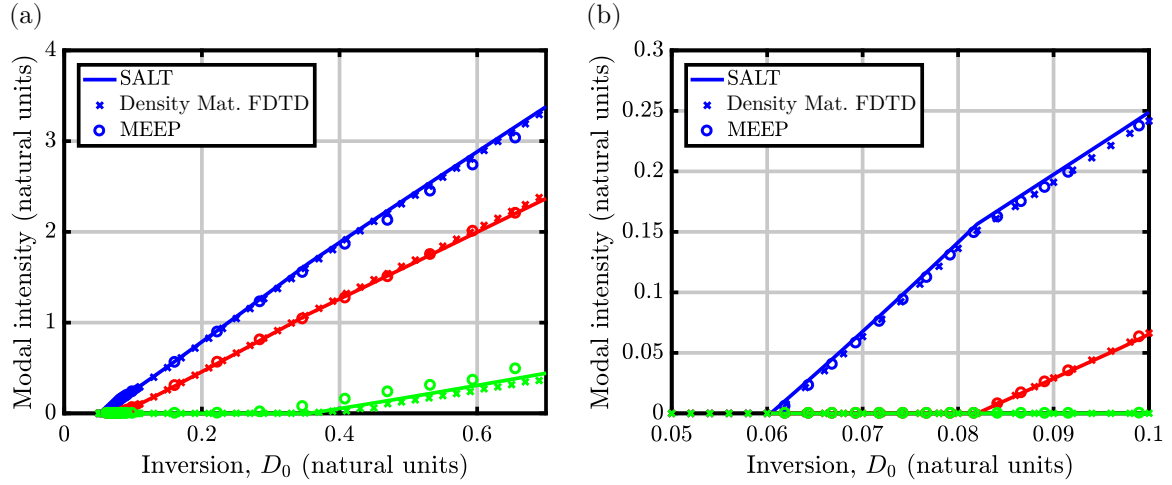 (a)
(b)
Modal intensity (natural units)
4
3
2
1
0
SALT
Density Mat. FDTD
MEEP
0
0.2
0.4
0.6
Inversion, D₀ (natural units)
Modal intensity (natural units)
0.3
0.25
0.2
0.15
0.1
0.05
0
SALT
Density Mat. FDTD
MEEP
0.05
0.06
0.07
0.08
0.09
0.1
Inversion, D₀ (natural units)